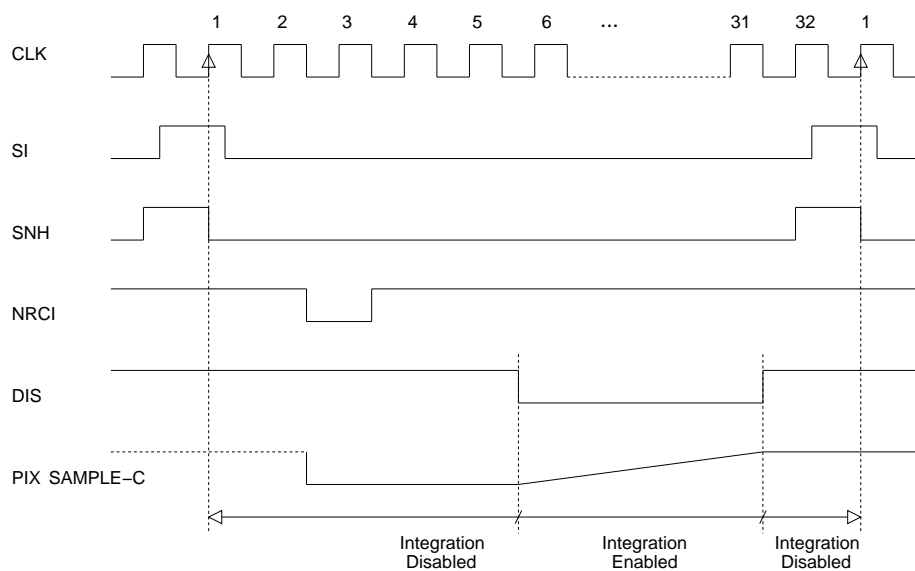 1 2 3 4 5 6 ... 31 32 1
CLK
SI
SNH
NRCI
DIS
PIX SAMPLE−C
Integration Disabled
Integration Enabled
Integration Disabled